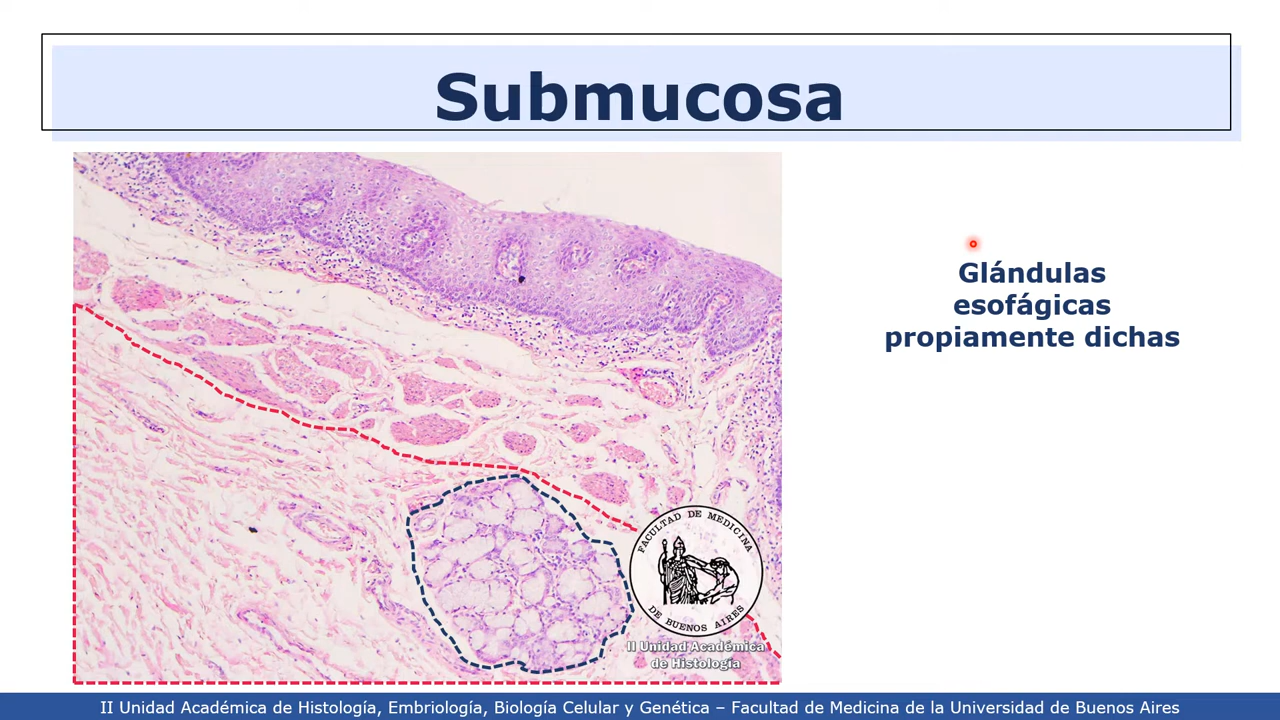 Submucosa
Glándulas
esofágicas
propiamente dichas
FACULTAD DE MEDICINA
DE BUENOS AIRES
II Unidad Académica
de Histología
II Unidad Académica de Histología, Embriología, Biología Celular y Genética – Facultad de Medicina de la Universidad de Buenos Aires